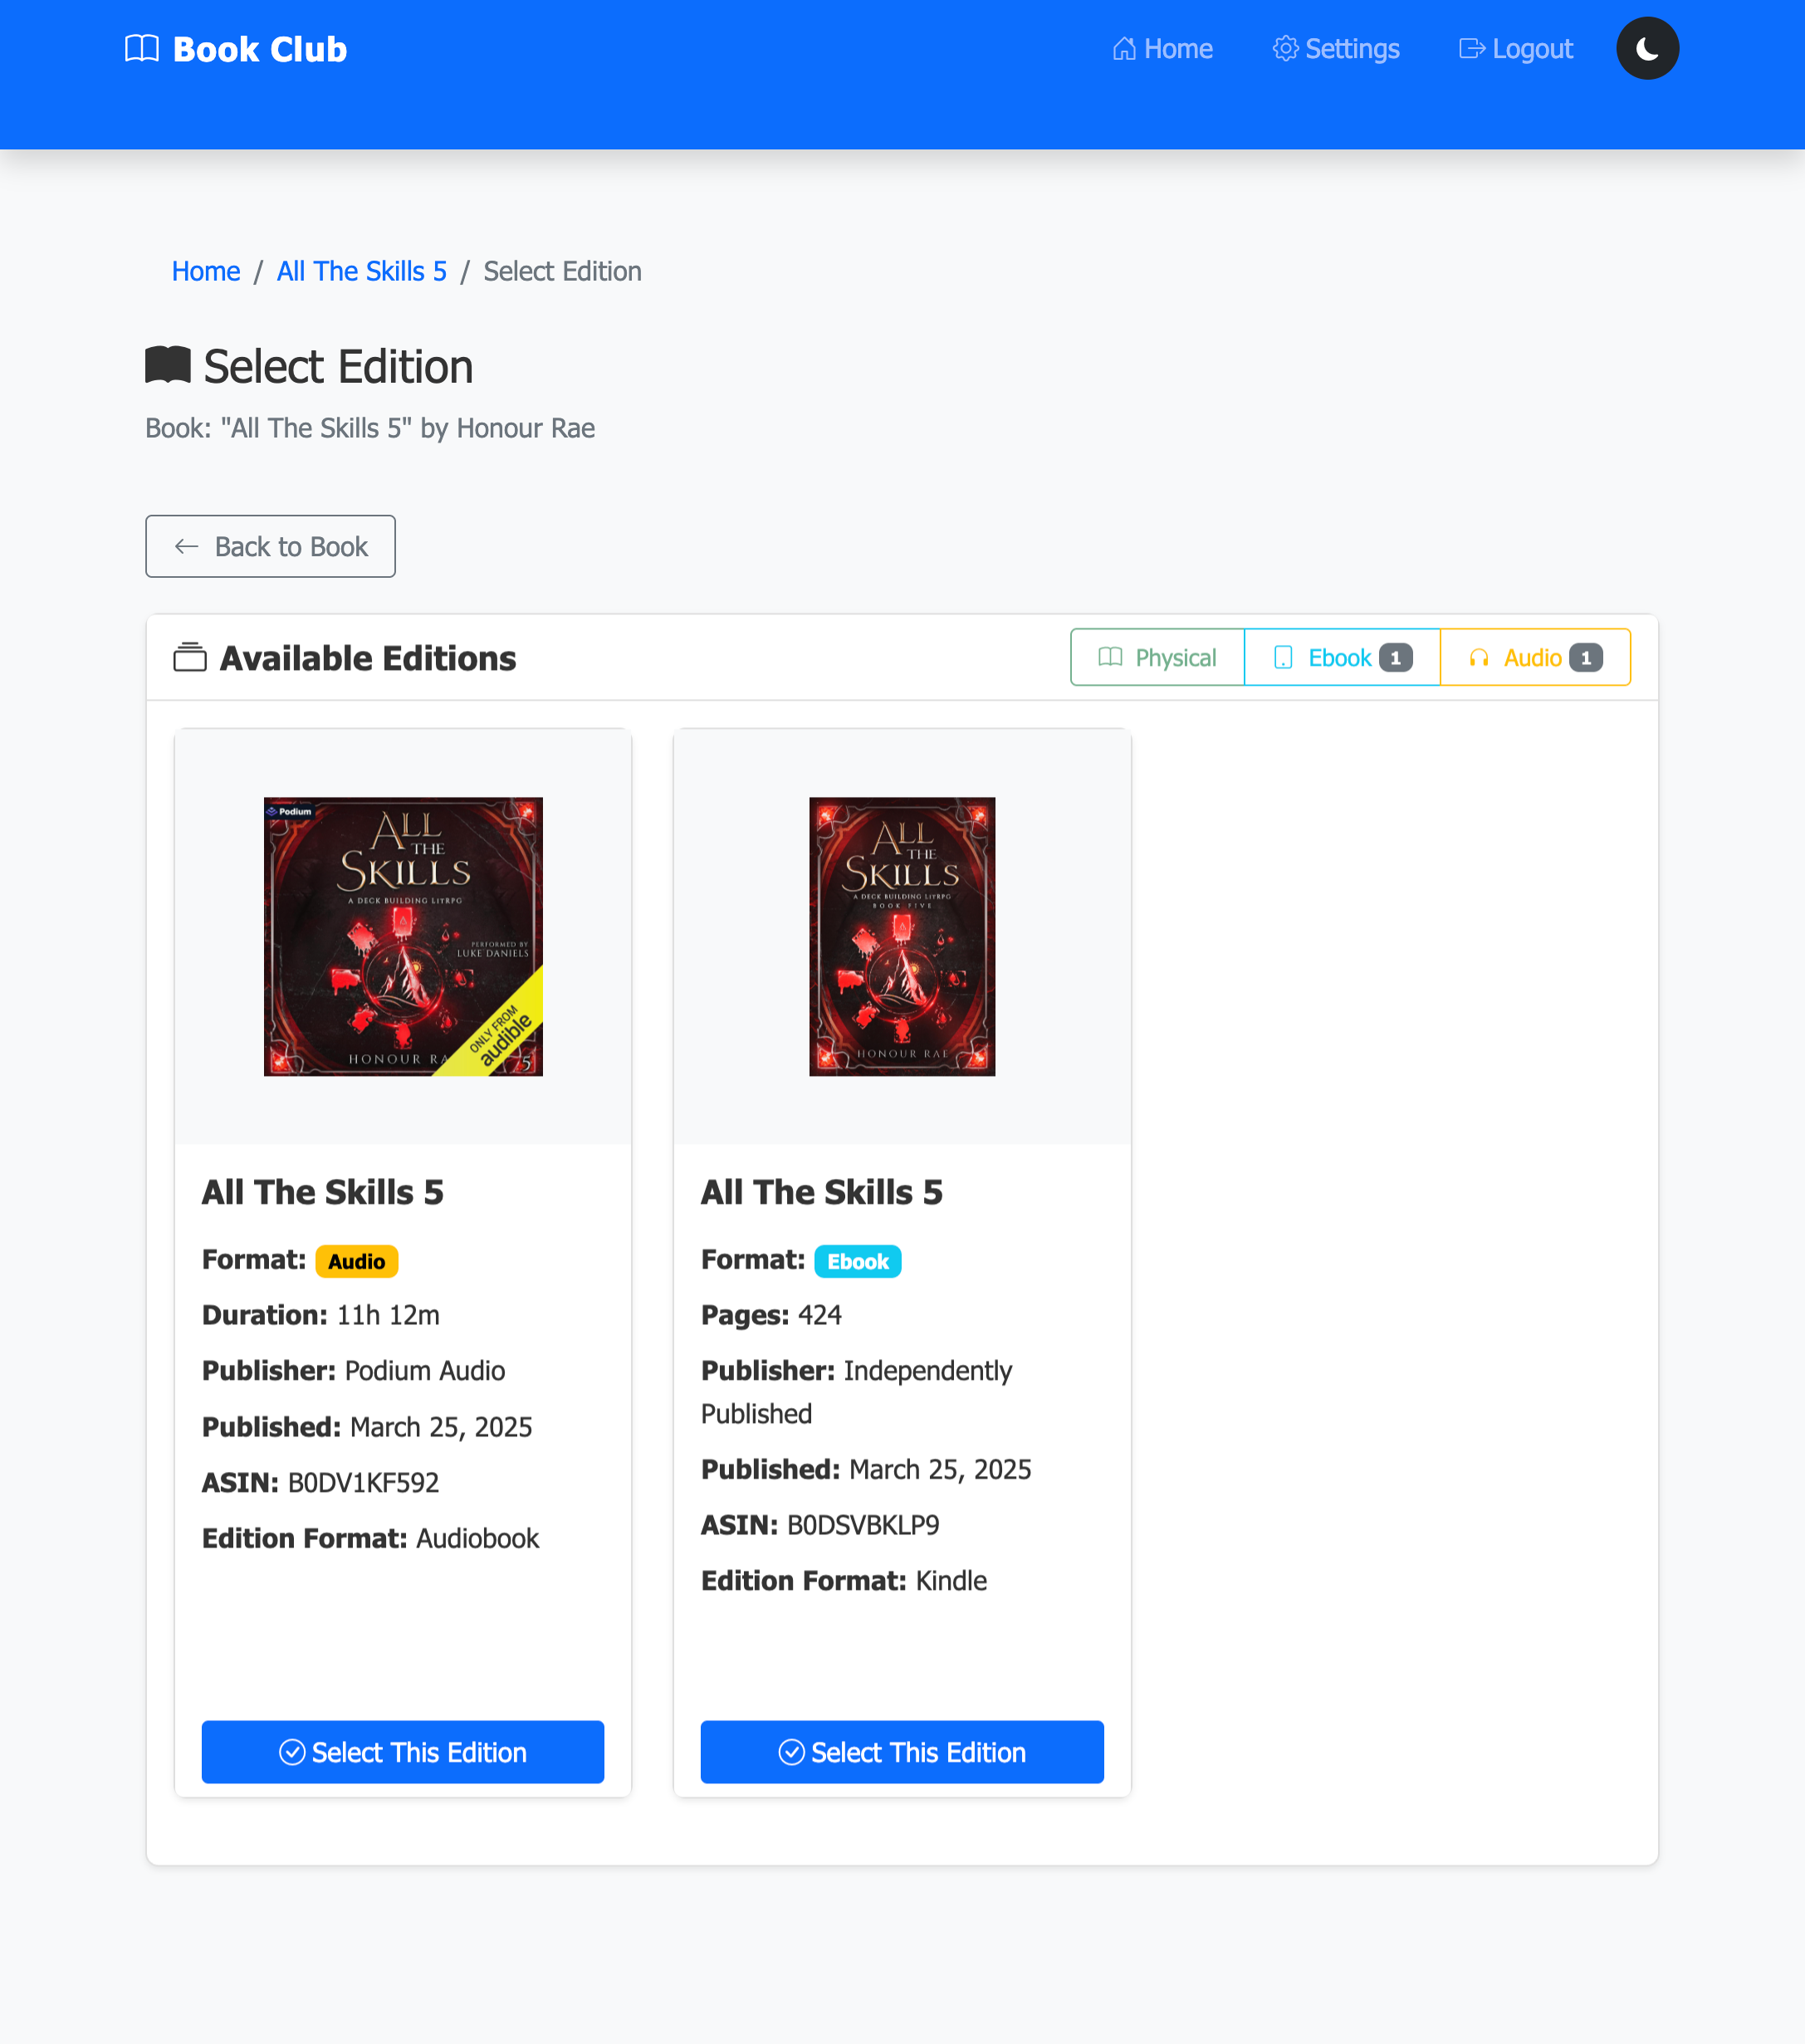 Book Club
Home
Settings
Logout
Home / All The Skills 5 / Select Edition
Select Edition
Book: "All The Skills 5" by Honour Rae
Back to Book
Available Editions
Physical
Ebook 1
Audio 1
Podium
ALL
THE
SKILLS
A DECK BUILDING LITRPG
PERFORMED BY
LUKE DANIELS
ONLY FROM
audible
HONOUR RA
5
All The Skills 5
Format: Audio
Duration: 11h 12m
Publisher: Podium Audio
Published: March 25, 2025
ASIN: B0DV1KF592
Edition Format: Audiobook
Select This Edition
ALL
THE
SKILLS
A DECK BUILDING LITRPG
BOOK FIVE
HONOUR RAE
All The Skills 5
Format: Ebook
Pages: 424
Publisher: Independently
Published
Published: March 25, 2025
ASIN: B0DSVBKLP9
Edition Format: Kindle
Select This Edition